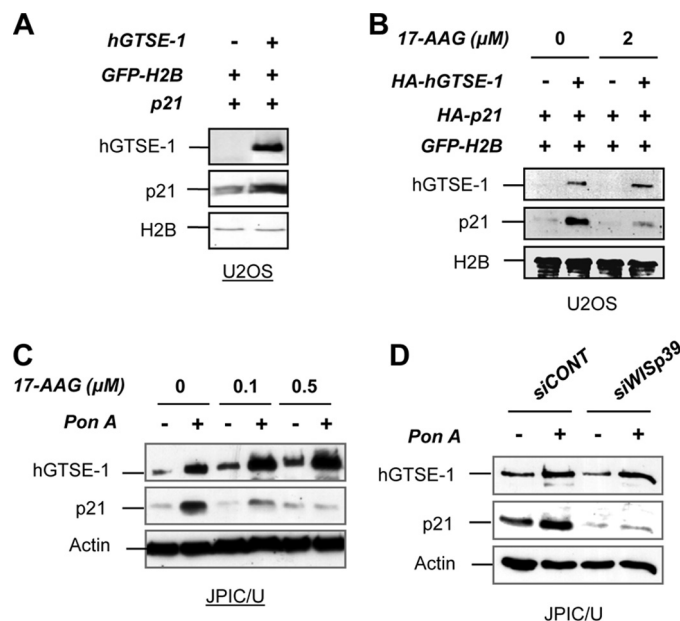 A
hGTSE-1 - +
GFP-H2B + +
p21 + +
hGTSE-1
p21
H2B
U2OS
B
17-AAG (µM) 0 2
HA-hGTSE-1 - + - +
HA-p21 + + + +
GFP-H2B + + + +
hGTSE-1
p21
H2B
U2OS
C
17-AAG (µM) 0 0.1 0.5
Pon A - + - + - +
hGTSE-1
p21
Actin
JPIC/U
D
siCONT siWISp39
Pon A - + - +
hGTSE-1
p21
Actin
JPIC/U